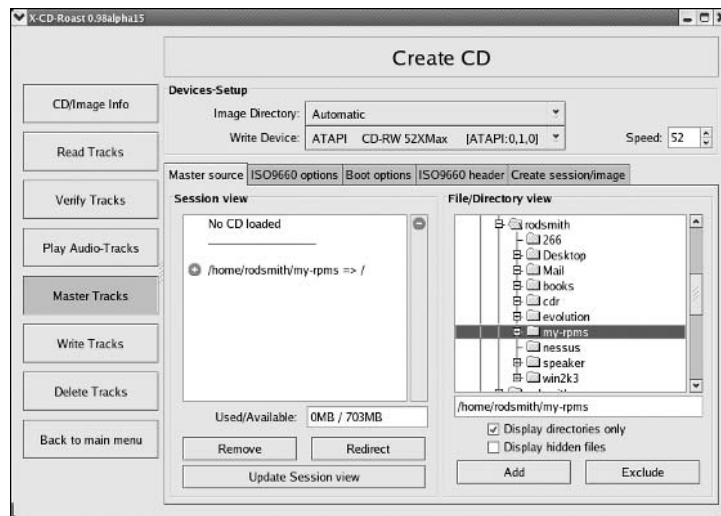 X-CD-Roast 0.98alpha15
Create CD
CD/Image Info
Read Tracks
Verify Tracks
Play Audio-Tracks
Master Tracks
Write Tracks
Delete Tracks
Back to main menu
Devices-Setup
Image Directory: Automatic
Write Device: ATAPI CD-RW 52XMax [ATAPI:0,1,0] Speed: 52
Master source ISO9660 options Boot options ISO9660 header Create session/image
Session view
No CD loaded
/home/rodsmith/my-rpms => /
Used/Available: 0MB / 703MB
Remove Redirect
Update Session view
File/Directory view
rodsmith
266
Desktop
Mail
books
cdr
evolution
my-rpms
nessus
speaker
win2k3
/home/rodsmith/my-rpms
Display directories only
Display hidden files
Add Exclude